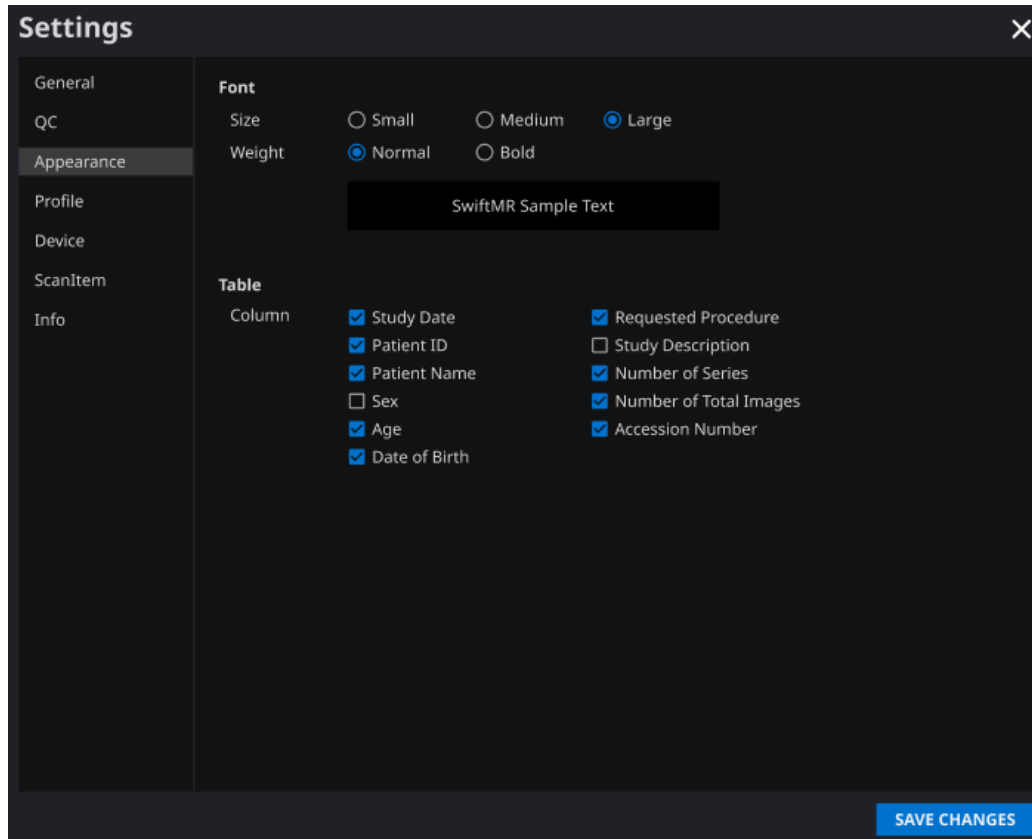 Settings
General
QC
Appearance
Profile
Device
ScanItem
Info
Font
Size
Small
Medium
Large
Weight
Normal
Bold
SwiftMR Sample Text
Table
Column
Study Date
Patient ID
Patient Name
Sex
Age
Date of Birth
Requested Procedure
Study Description
Number of Series
Number of Total Images
Accession Number
SAVE CHANGES